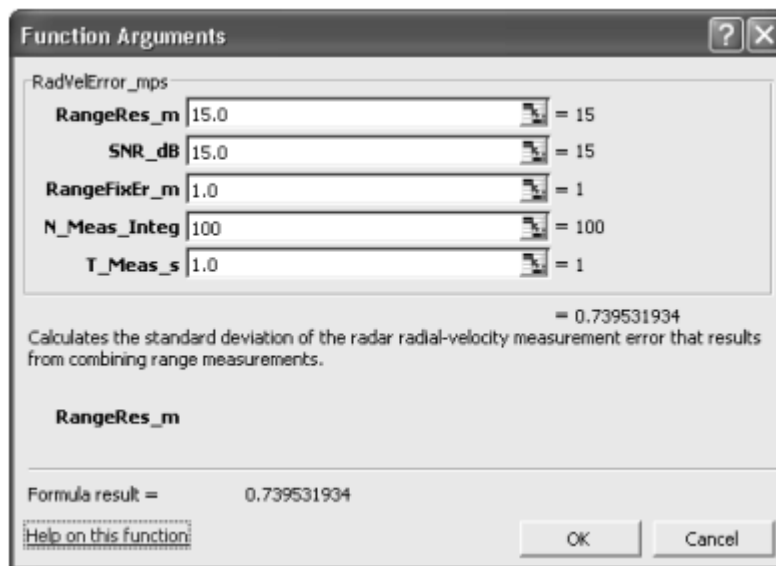 Function Arguments
RadVelError_mps
RangeRes_m 15.0 = 15
SNR_dB 15.0 = 15
RangeFixEr_m 1.0 = 1
N_Meas_Integ 100 = 100
T_Meas_s 1.0 = 1
= 0.739531934
Calculates the standard deviation of the radar radial-velocity measurement error that results
from combining range measurements.
RangeRes_m
Formula result = 0.739531934
Help on this function OK Cancel